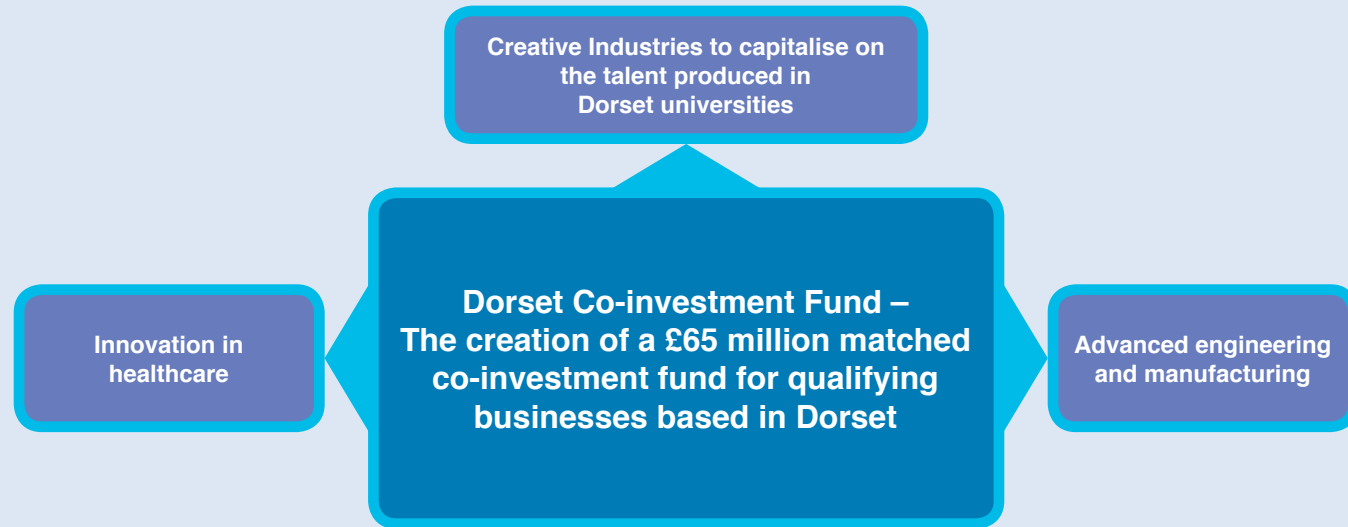 Creative Industries to capitalise on
the talent produced in
Dorset universities
Dorset Co-investment Fund –
The creation of a £65 million matched
co-investment fund for qualifying
businesses based in Dorset
Innovation in
healthcare
Advanced engineering
and manufacturing